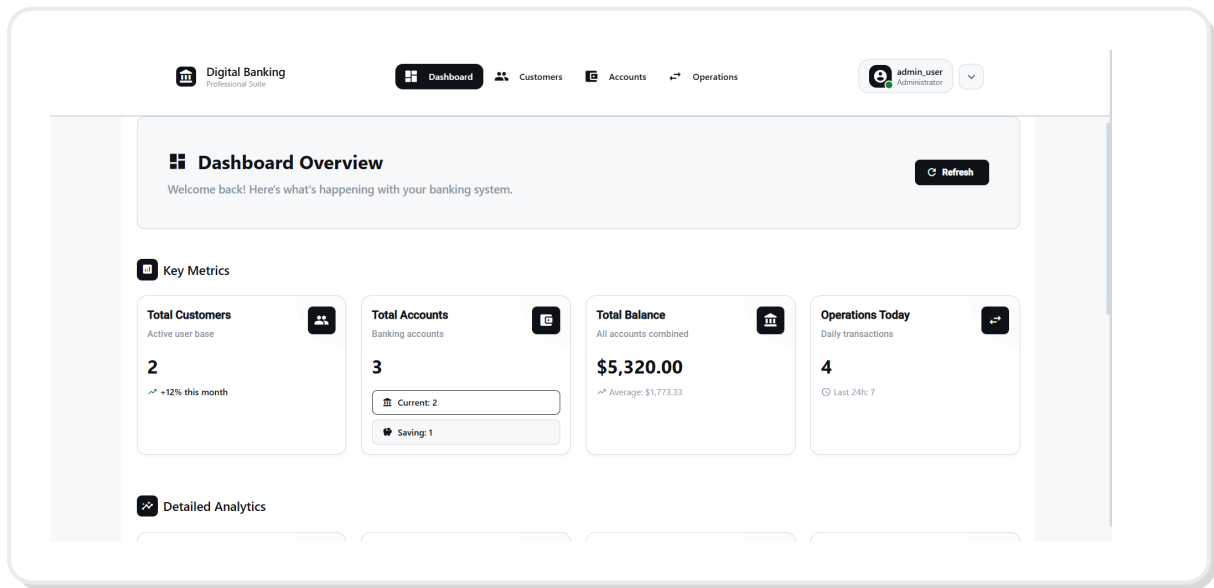 Digital Banking
Professional Suite
Dashboard
Customers
Accounts
Operations
admin_user
Administrator
Dashboard Overview
Welcome back! Here's what's happening with your banking system.
Refresh
Key Metrics
Total Customers
Active user base
2
+12% this month
Total Accounts
Banking accounts
3
Current: 2
Saving: 1
Total Balance
All accounts combined
$5,320.00
Average: $1,773.33
Operations Today
Daily transactions
4
Last 24h: 7
Detailed Analytics